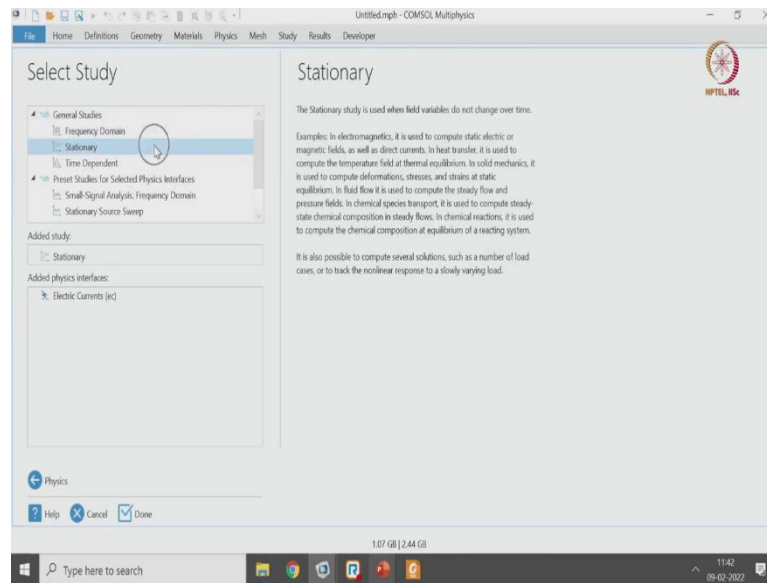 Untitled.mph - COMSOL Multiphysics
File Home Definitions Geometry Materials Physics Mesh Study Results Developer
Select Study
General Studies
Frequency Domain
Stationary
Time Dependent
Preset Studies for Selected Physics Interfaces
Small-Signal Analysis, Frequency Domain
Stationary Source Sweep
Added study:
Stationary
Added physics interfaces:
Electric Currents (ec)
Physics
Help Cancel Done
Stationary
The Stationary study is used when field variables do not change over time.
Examples: In electromagnetics, it is used to compute static electric or
magnetic fields, as well as direct currents. In heat transfer, it is used to
compute the temperature field at thermal equilibrium. In solid mechanics, it
is used to compute deformations, stresses, and strains at static
equilibrium. In fluid flow it is used to compute the steady flow and
pressure fields. In chemical species transport, it is used to compute steady-
state chemical composition in steady flows. In chemical reactions, it is used
to compute the chemical composition at equilibrium of a reacting system.
It is also possible to compute several solutions, such as a number of load
cases, or to track the nonlinear response to a slowly varying load.
NPTEL, IISc
1.07 GB | 2.44 GB
Type here to search
11:42
09-02-2022